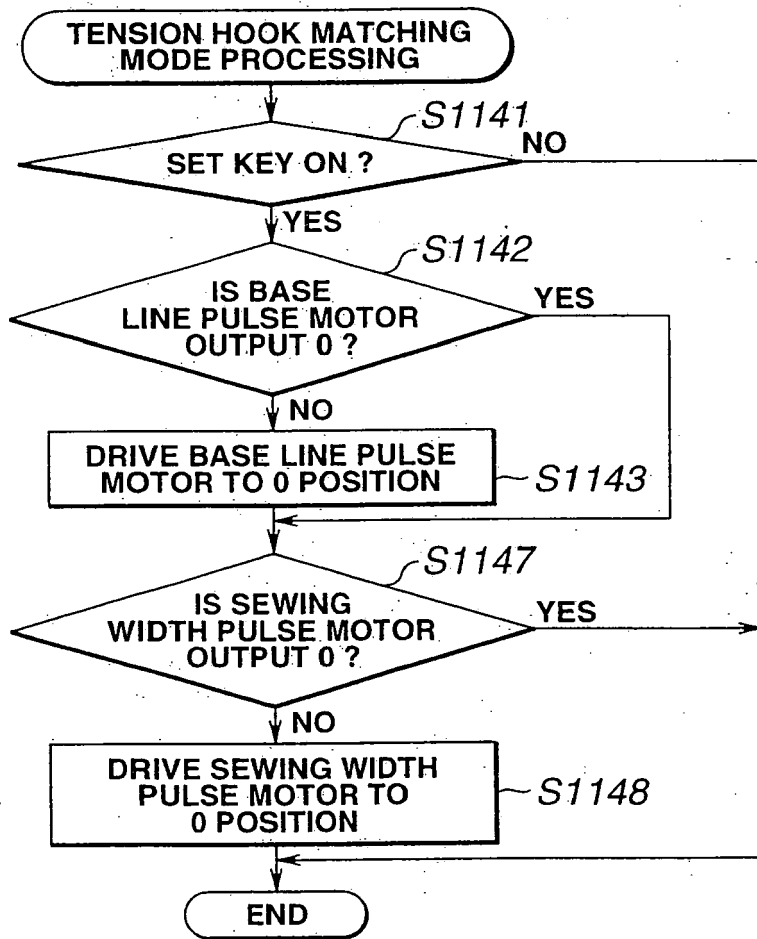 TENSION HOOK MATCHING
MODE PROCESSING
S1141
SET KEY ON ?
NO
YES
S1142
IS BASE
LINE PULSE MOTOR
OUTPUT 0 ?
YES
NO
DRIVE BASE LINE PULSE
MOTOR TO 0 POSITION
S1143
S1147
IS SEWING
WIDTH PULSE MOTOR
OUTPUT 0 ?
YES
NO
DRIVE SEWING WIDTH
PULSE MOTOR TO
0 POSITION
S1148
END